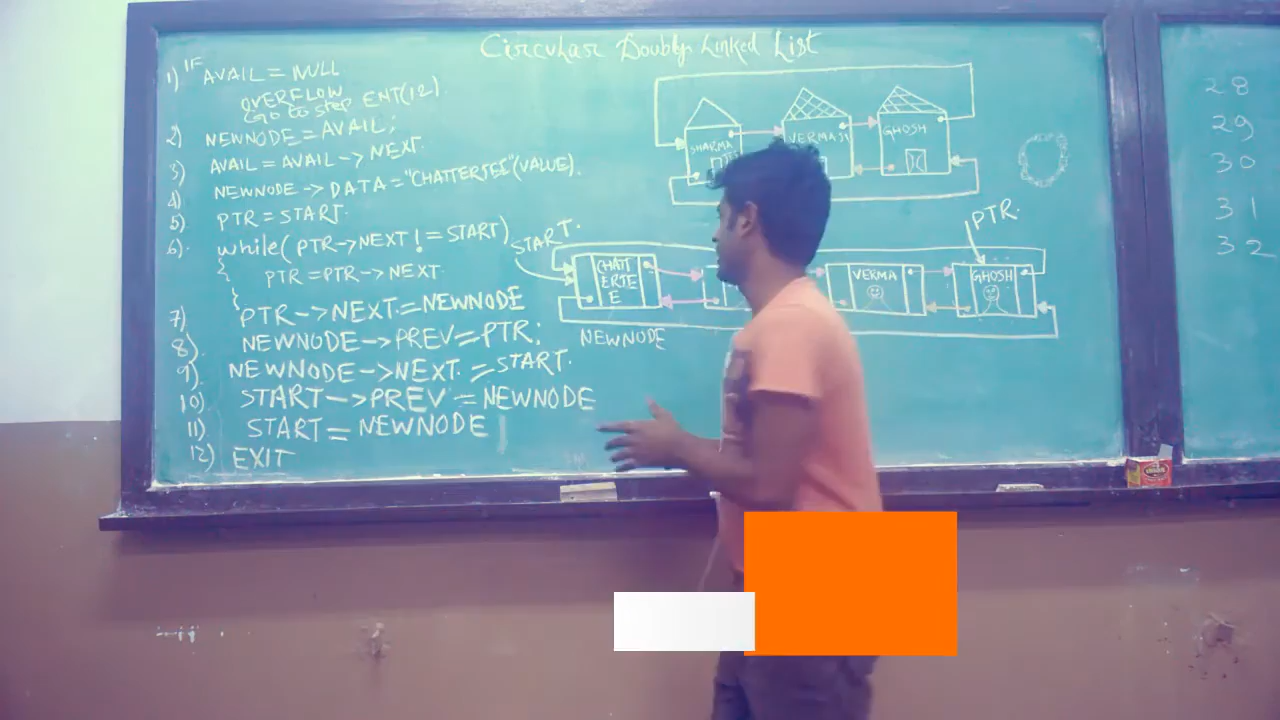 Circular Doubly Linked List
1) IF AVAIL = NULL
OVERFLOW
Go to step ENT(12).
2) NEWNODE = AVAIL;
3) AVAIL = AVAIL -> NEXT.
4) NEWNODE -> DATA = "CHATTERJEE"(VALUE).
5) PTR = START.
6). while( PTR->NEXT != START)
{ PTR = PTR -> NEXT
}
7) PTR -> NEXT = NEWNODE
8). NEWNODE -> PREV = PTR;
9). NEWNODE -> NEXT = START.
10) START -> PREV = NEWNODE
11) START = NEWNODE
12) EXIT
SHARMA
VERMA
GHOSH
START.
PTR.
CHATT
ERJE
E
VERMA
GHOSH
NEWNODE
28
29
30
31
32